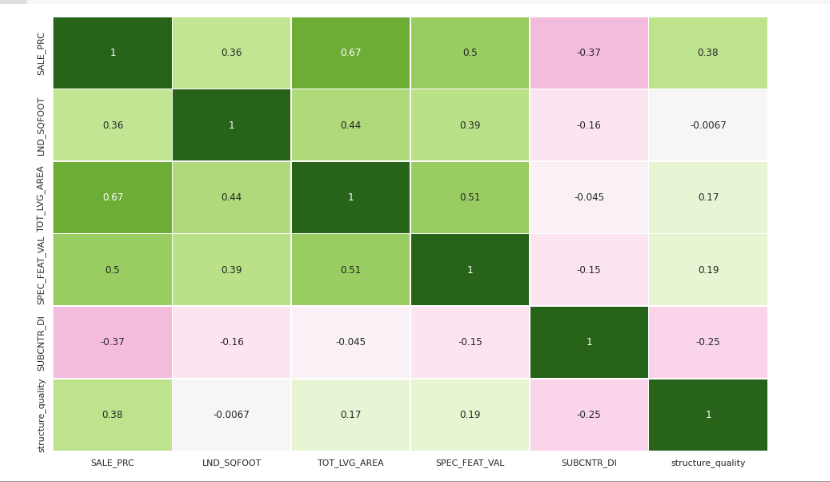 SALE_PRC 1 0.36 0.67 0.5 -0.37 0.38
LND_SQFOOT 0.36 1 0.44 0.39 -0.16 -0.0067
TOT_LVG_AREA 0.67 0.44 1 0.51 -0.045 0.17
SPEC_FEAT_VAL 0.5 0.39 0.51 1 -0.15 0.19
SUBCNTR_DI -0.37 -0.16 -0.045 -0.15 1 -0.25
structure_quality 0.38 -0.0067 0.17 0.19 -0.25 1
SALE_PRC LND_SQFOOT TOT_LVG_AREA SPEC_FEAT_VAL SUBCNTR_DI structure_quality